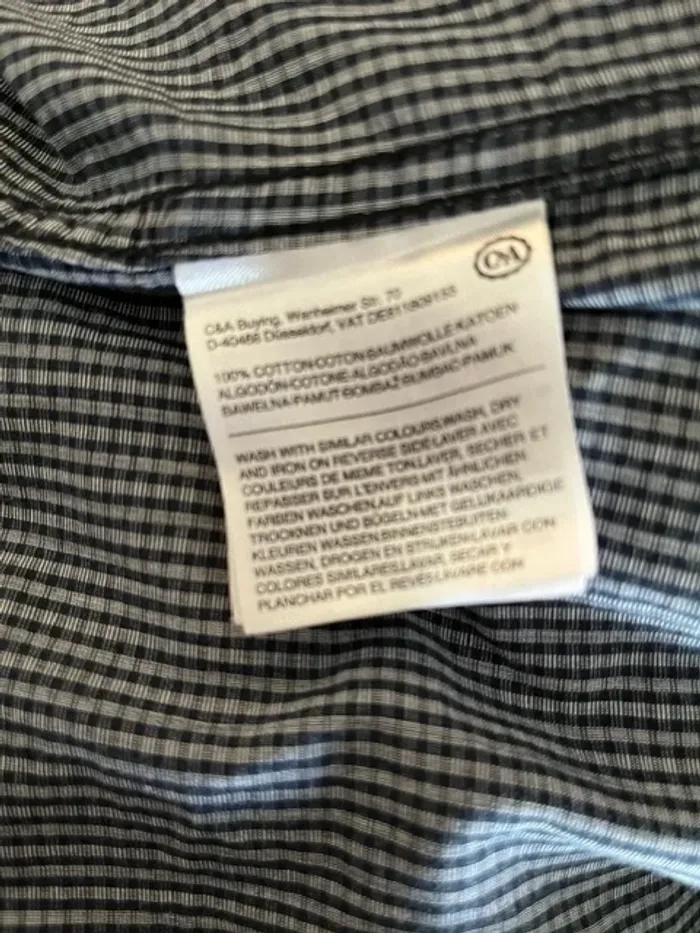 C&A
C&A Buying, Wanheimer Str. 70
D-40468 Düsseldorf, VAT DE811809133
100% COTTON·COTON·BAUMWOLLE·KATOEN·
ALGODÓN·COTONE·ALGODÃO·BAVLNA·
BAWEŁNA·PAMUT·BOMBAŽ·BUMBAC·PAMUK
WASH WITH SIMILAR COLOURS.WASH, DRY
AND IRON ON REVERSE SIDE·LAVER AVEC
COULEURS DE MEME TON.LAVER, SECHER ET
REPASSER SUR L'ENVERS·MIT ÄHNLICHEN
FARBEN WASCHEN.AUF LINKS WASCHEN,
TROCKNEN UND BÜGELN·MET GELIJKAARDIGE
KLEUREN WASSEN.BINNENSTEBUITEN
WASSEN, DROGEN EN STRIJKEN·LAVAR CON
COLORES SIMILARES.LAVAR, SECAR Y
PLANCHAR POR EL REVÉS·LAVARE CON